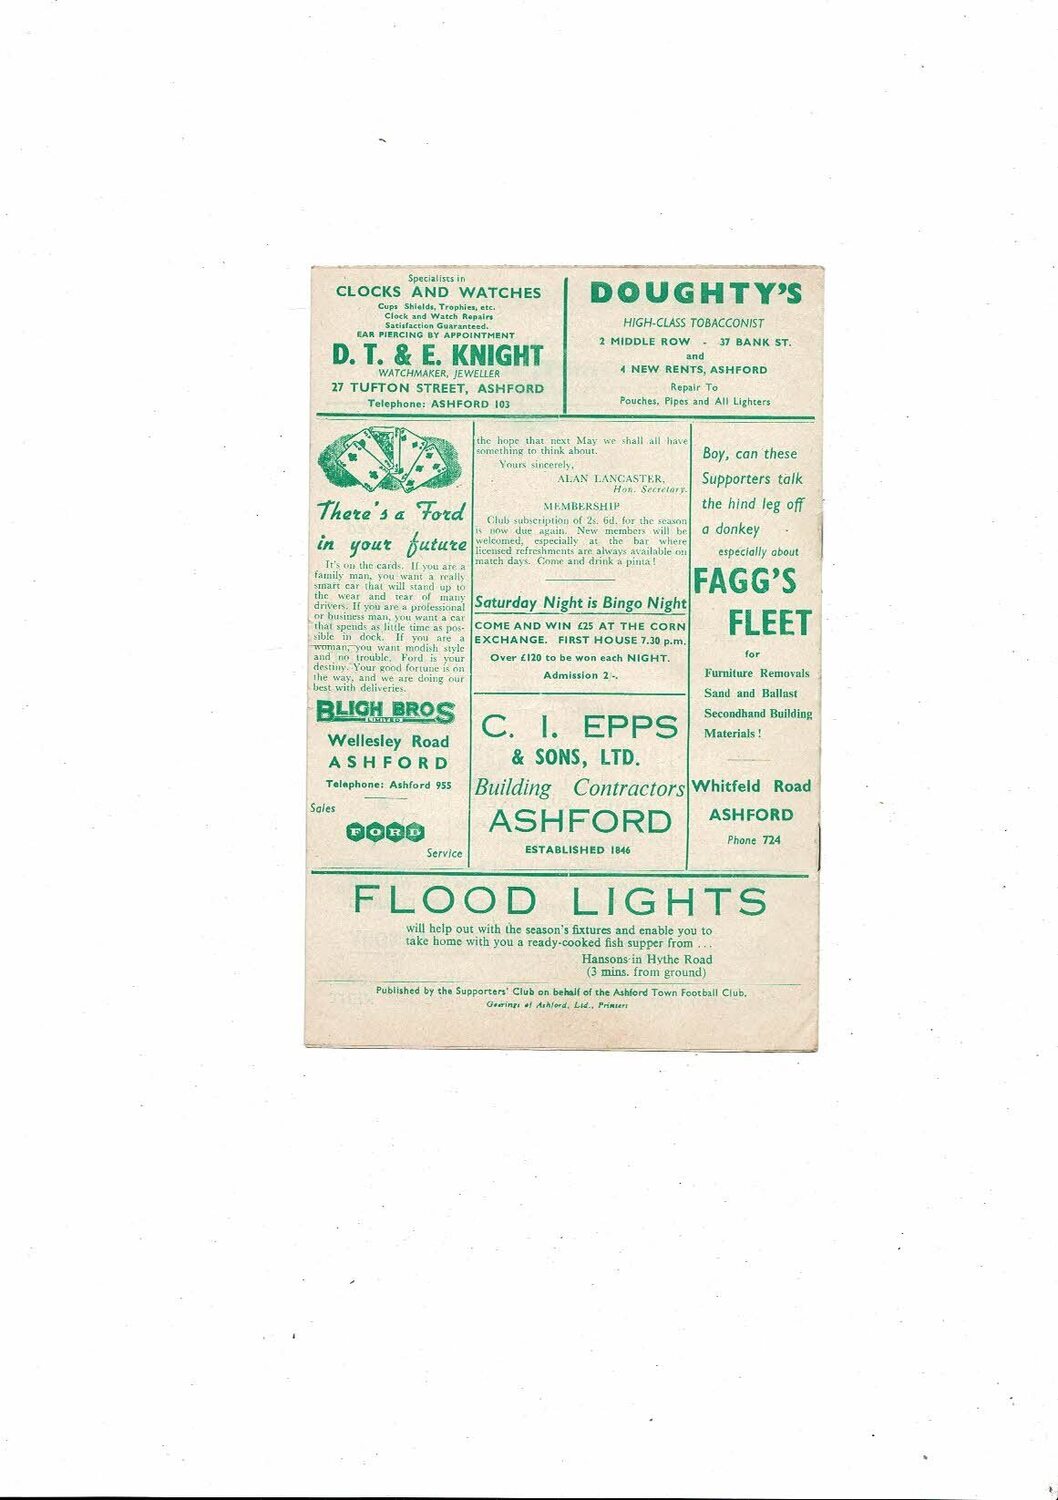 Specialists in
CLOCKS AND WATCHES
Cups Shields, Trophies, etc.
Clock and Watch Repairs
Satisfaction Guaranteed.
EAR PIERCING BY APPOINTMENT
D. T. & E. KNIGHT
WATCHMAKER, JEWELLER
27 TUFTON STREET, ASHFORD
Telephone: ASHFORD 103
DOUGHTY'S
HIGH-CLASS TOBACCONIST
2 MIDDLE ROW - 37 BANK ST.
and
4 NEW RENTS, ASHFORD
Repair To
Pouches, Pipes and All Lighters
There's a Ford
in your future
It's on the cards. If you are a
family man, you want a really
smart car that will stand up to
the wear and tear of many
drivers. If you are a professional
or business man, you want a car
that spends as little time as pos-
sible in dock. If you are a
woman, you want modish style
and no trouble. Ford is your
destiny. Your good fortune is on
the way, and we are doing our
best with deliveries.
BLIGH BROS
Wellesley Road
ASHFORD
Telephone: Ashford 955
Sales
FORD
Service
the hope that next May we shall all have
something to think about.
Yours sincerely,
ALAN LANCASTER,
Hon. Secretary.
MEMBERSHIP
Club subscription of 2s. 6d. for the season
is now due again. New members will be
welcomed, especially at the bar where
licensed refreshments are always available on
match days. Come and drink a pinta!
Saturday Night is Bingo Night
COME AND WIN £25 AT THE CORN
EXCHANGE. FIRST HOUSE 7.30 p.m.
Over £120 to be won each NIGHT.
Admission 2/-.
C. I. EPPS
& SONS, LTD.
Building Contractors
ASHFORD
ESTABLISHED 1846
Boy, can these
Supporters talk
the hind leg off
a donkey
especially about
FAGG'S
FLEET
for
Furniture Removals
Sand and Ballast
Secondhand Building
Materials!
Whitfeld Road
ASHFORD
Phone 724
FLOOD LIGHTS
will help out with the season's fixtures and enable you to
take home with you a ready-cooked fish supper from ...
Hansons in Hythe Road
(3 mins. from ground)
Published by the Supporters' Club on behalf of the Ashford Town Football Club.
Geerings of Ashford, Ltd., Printers